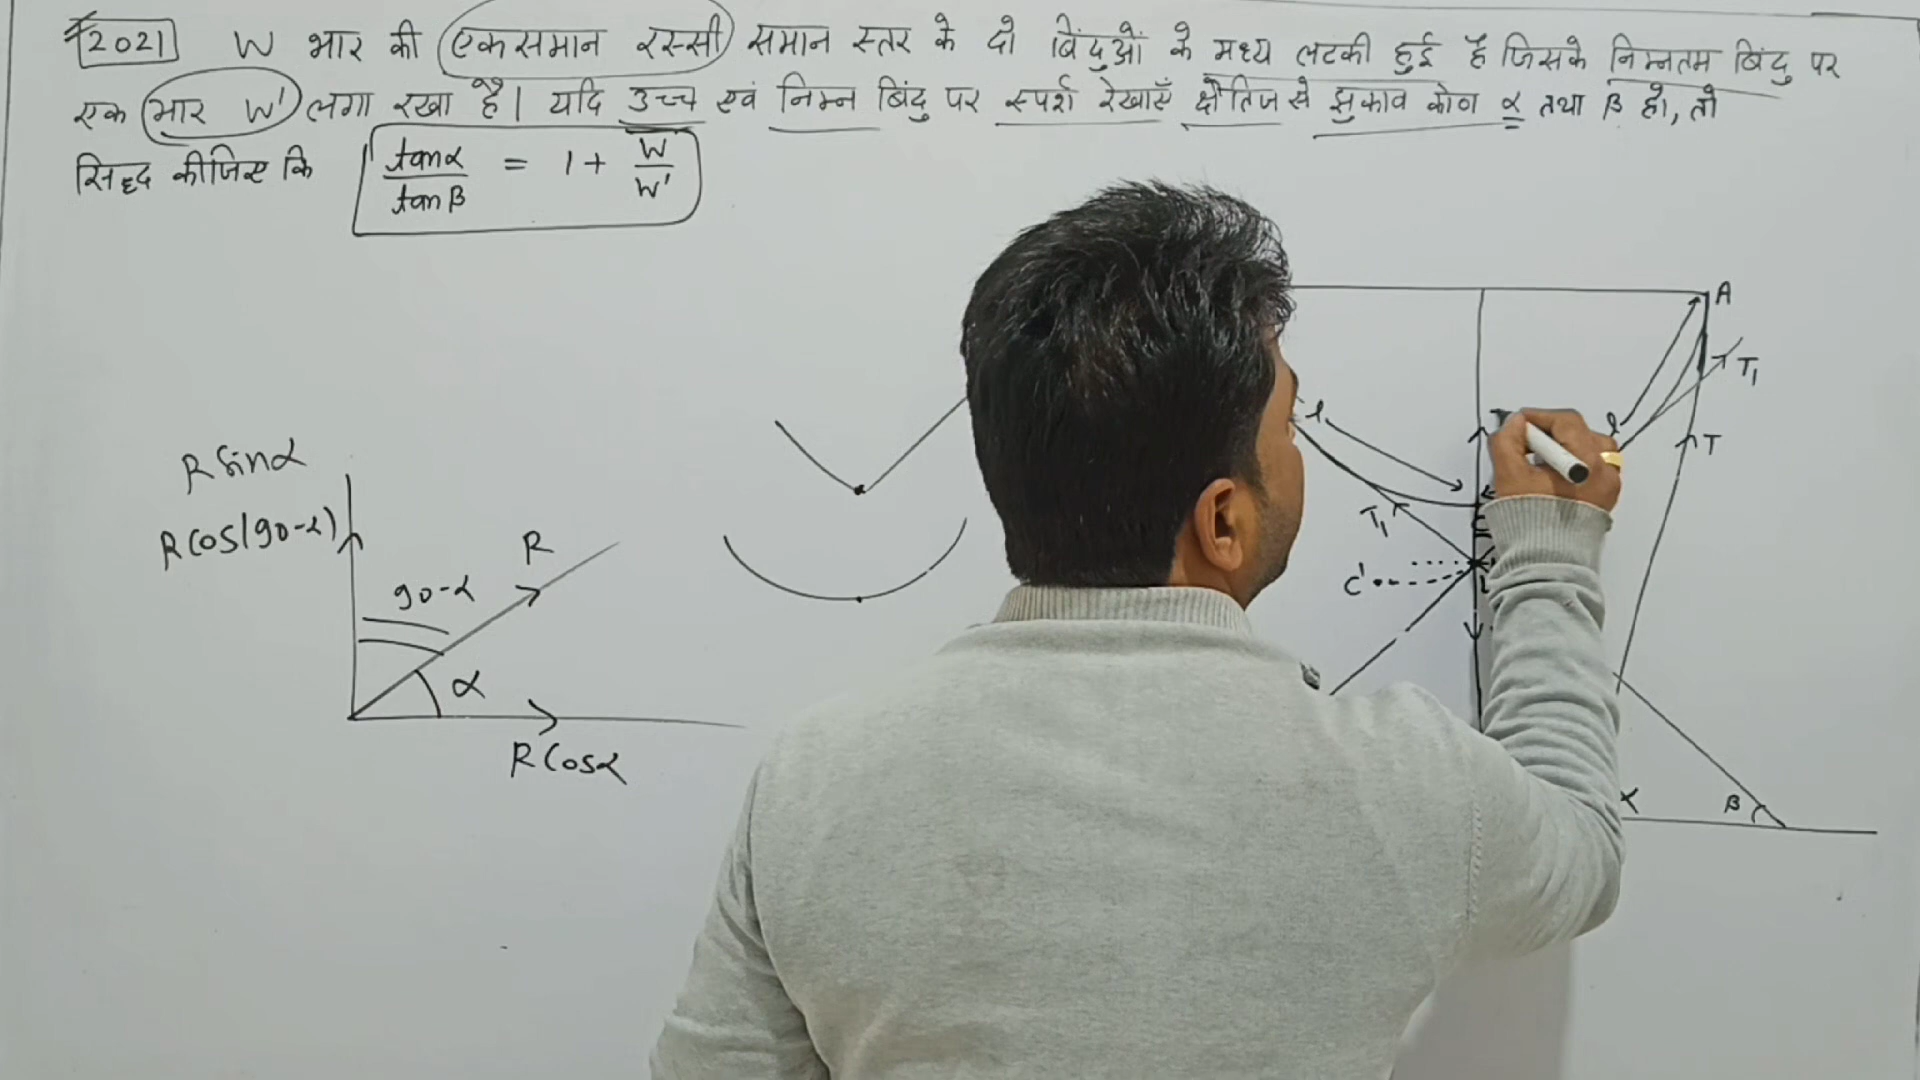 2021 W भार की एकसमान रस्सी समान स्तर के दो बिंदुओं के मध्य लटकी हुई है जिसके निम्नतम बिंदु पर
एक भार W' लगा रखा है। यदि उच्च एवं निम्न बिंदु पर स्पर्श रेखाएँ क्षैतिज से झुकाव कोण α तथा β हो, तो
सिद्ध कीजिए कि tanα/tanβ = 1 + W/W'
A
T₁
l
l
T
R Sinα
T₁
R Cos(90-α)
R
C'
90-α
α
R Cosα
α
β